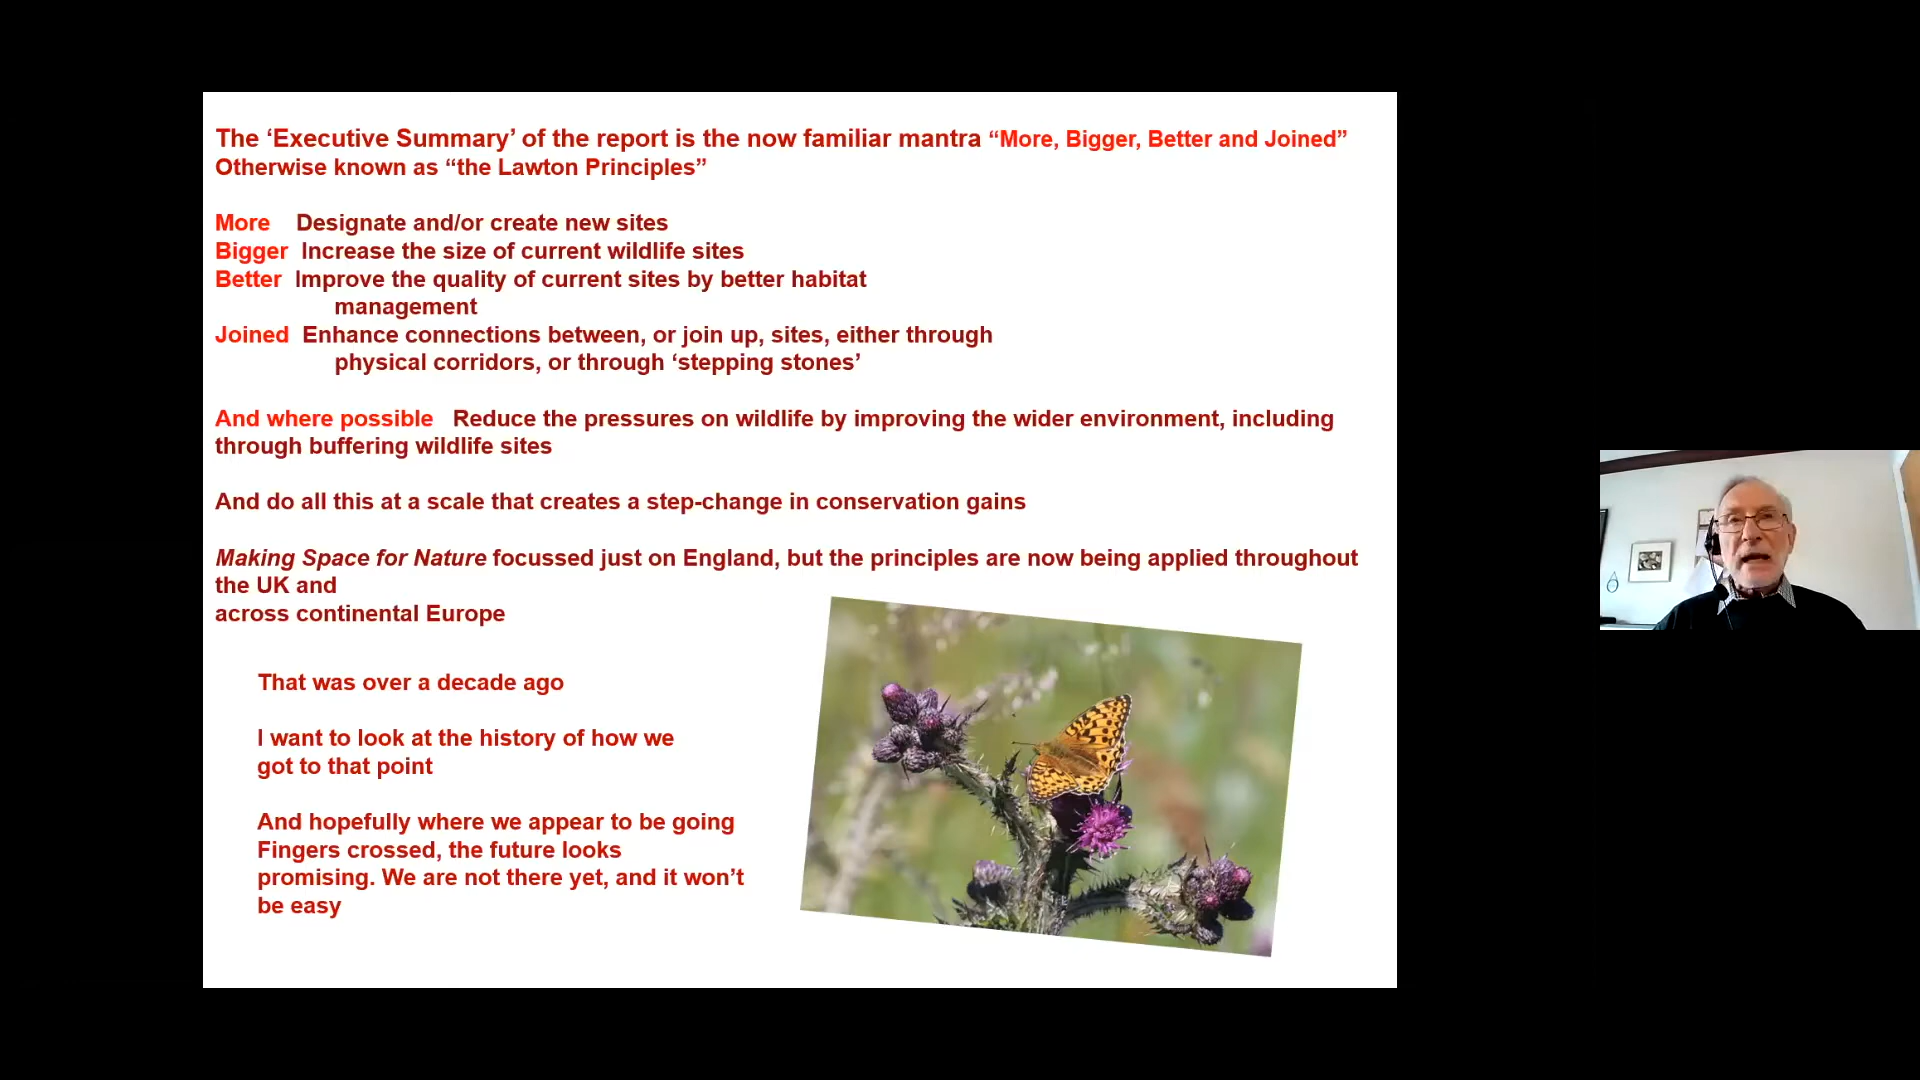 The ‘Executive Summary’ of the report is the now familiar mantra “More, Bigger, Better and Joined”
Otherwise known as “the Lawton Principles”
More Designate and/or create new sites
Bigger Increase the size of current wildlife sites
Better Improve the quality of current sites by better habitat
management
Joined Enhance connections between, or join up, sites, either through
physical corridors, or through ‘stepping stones’
And where possible Reduce the pressures on wildlife by improving the wider environment, including
through buffering wildlife sites
And do all this at a scale that creates a step-change in conservation gains
Making Space for Nature focussed just on England, but the principles are now being applied throughout
the UK and
across continental Europe
That was over a decade ago
I want to look at the history of how we
got to that point
And hopefully where we appear to be going
Fingers crossed, the future looks
promising. We are not there yet, and it won’t
be easy